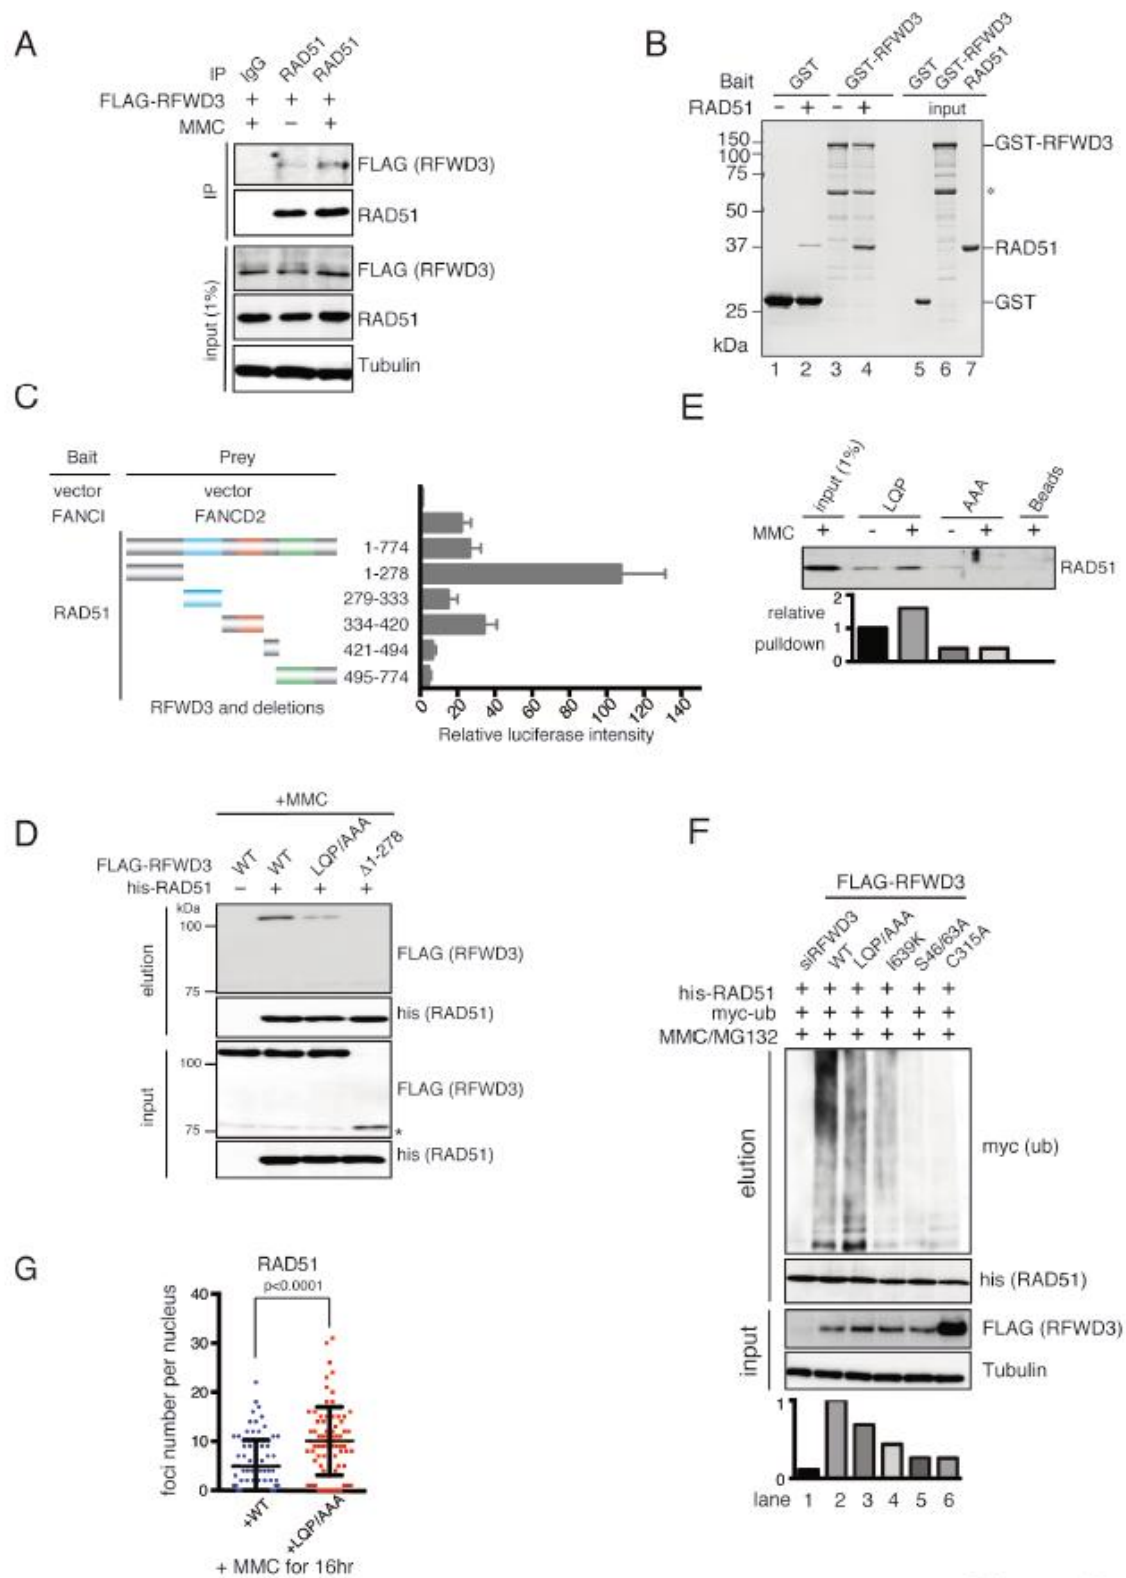 A
IP IgG RAD51 RAD51
FLAG-RFWD3 + + +
MMC + − +
IP
FLAG (RFWD3)
RAD51
input (1%)
FLAG (RFWD3)
RAD51
Tubulin
B
Bait GST GST-RFWD3 GST GST-RFWD3 RAD51
RAD51 − + − + input
150
100
75
50
37
25
kDa
GST-RFWD3
*
RAD51
GST
1 2 3 4 5 6 7
C
Bait Prey
vector vector
FANCI FANCD2
RAD51
1-774
1-278
279-333
334-420
421-494
495-774
RFWD3 and deletions
0 20 40 60 80 100 120 140
Relative luciferase intensity
E
input (1%) LQP AAA Beads
MMC + - + - + +
RAD51
relative
pulldown
2
1
0
D
+MMC
FLAG-RFWD3 WT WT LQP/AAA Δ1-278
his-RAD51 − + + +
kDa
elution
100
75
FLAG (RFWD3)
his (RAD51)
input
100
75
FLAG (RFWD3)
*
his (RAD51)
F
FLAG-RFWD3
siRFWD3 WT LQP/AAA I639K S46/63A C315A
his-RAD51 + + + + + +
myc-ub + + + + + +
MMC/MG132 + + + + + +
elution
myc (ub)
his (RAD51)
input
FLAG (RFWD3)
Tubulin
1
0
lane 1 2 3 4 5 6
G
RAD51
p<0.0001
foci number per nucleus
40
30
20
10
0
+WT +LQP/AAA
+ MMC for 16hr